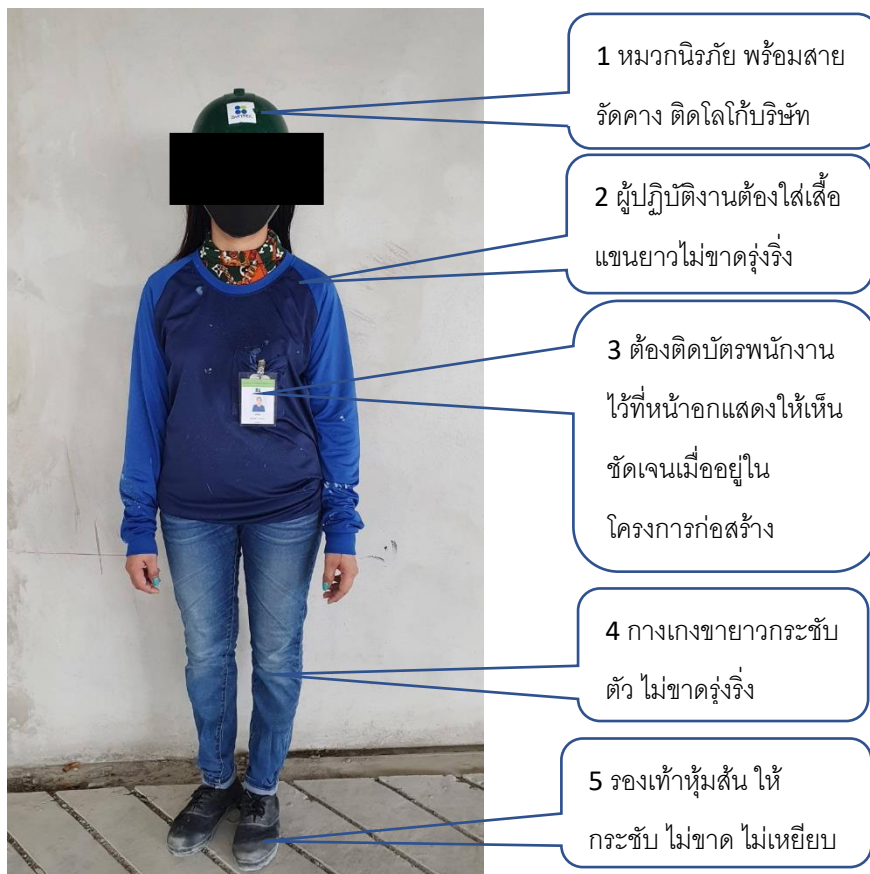 1 หมวกนิรภัย พร้อมสาย
รัดคาง ติดโลโก้บริษัท
2 ผู้ปฏิบัติงานต้องใส่เสื้อ
แขนยาวไม่ขาดรุ่งริ่ง
3 ต้องติดบัตรพนักงาน
ไว้ที่หน้าอกแสดงให้เห็น
ชัดเจนเมื่ออยู่ใน
โครงการก่อสร้าง
4 กางเกงขายาวกระชับ
ตัว ไม่ขาดรุ่งริ่ง
5 รองเท้าหุ้มส้น ให้
กระชับ ไม่ขาด ไม่เหยียบ